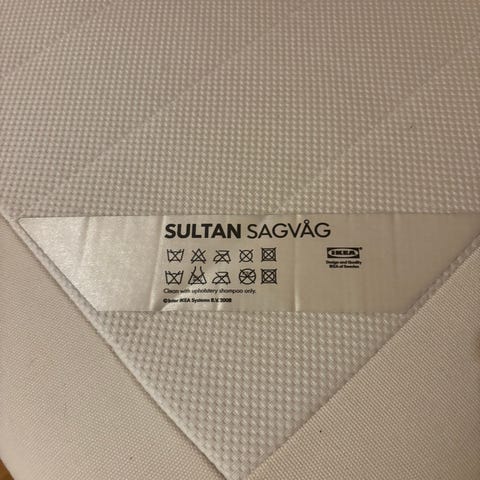 SULTAN SAGVÅG
IKEA
Design and Quality
IKEA of Sweden
Clean with upholstery shampoo only.
©Inter IKEA Systems B.V. 2008